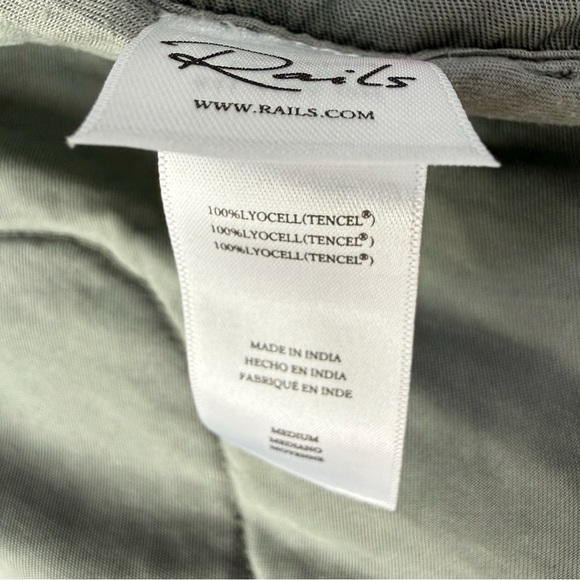 Rails
WWW.RAILS.COM
100%LYOCELL(TENCEL®)
100%LYOCELL(TENCEL®)
100%LYOCELL(TENCEL®)
MADE IN INDIA
HECHO EN INDIA
FABRIQUÉ EN INDE
MEDIUM
MEDIANO
MOYENNE